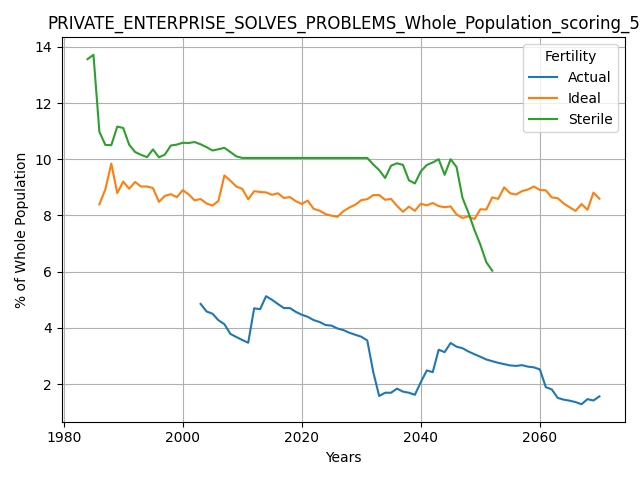 PRIVATE_ENTERPRISE_SOLVES_PROBLEMS_Whole_Population_scoring_5
Fertility
Actual
Ideal
Sterile
% of Whole Population
14
12
10
8
6
4
2
1980 2000 2020 2040 2060
Years